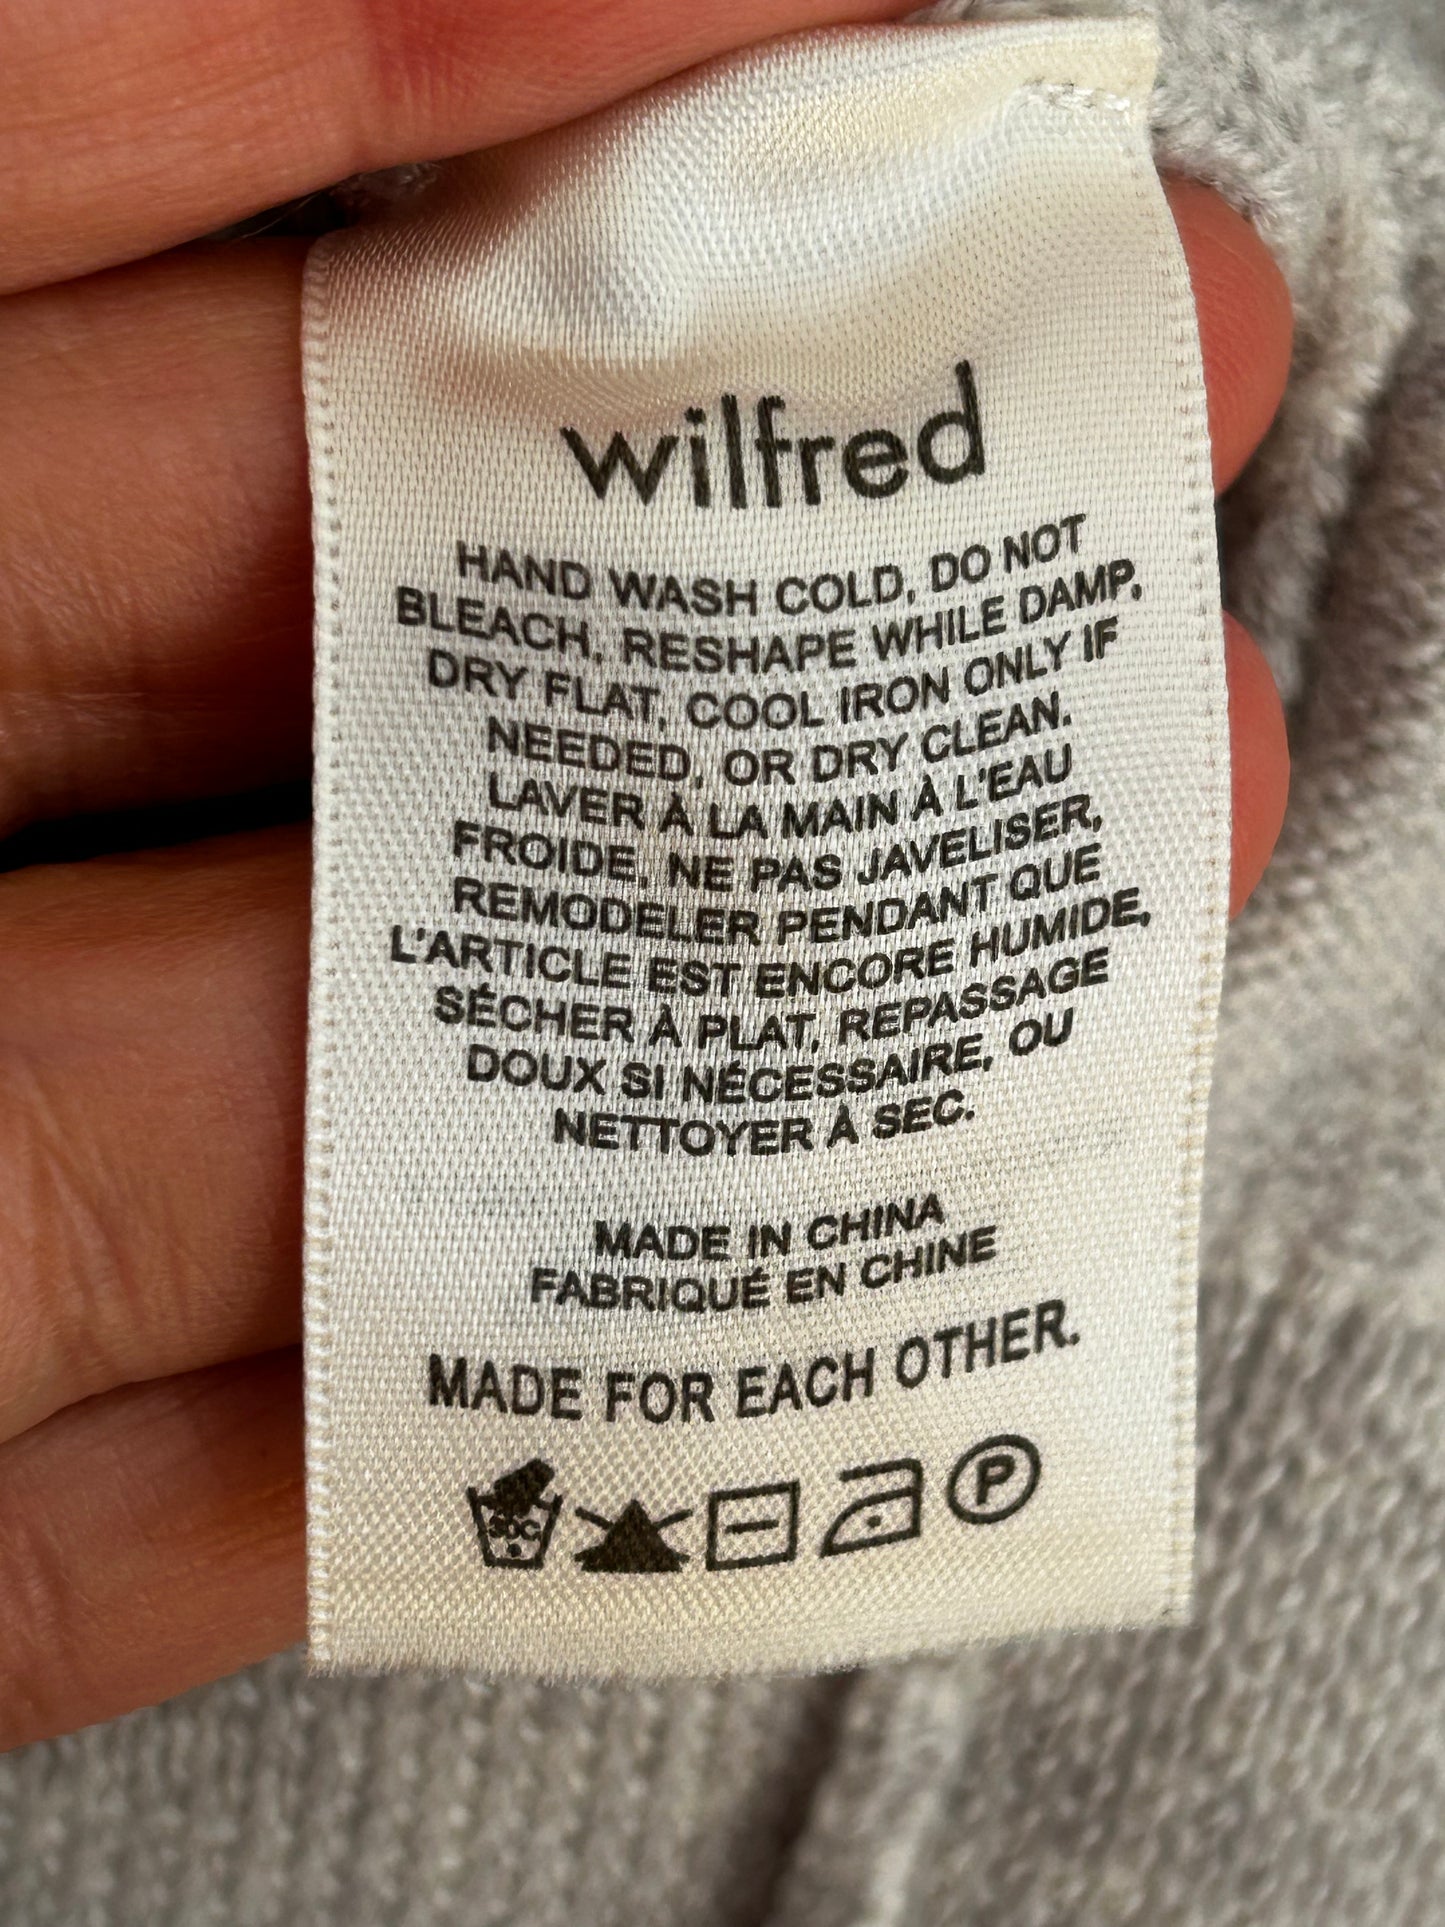 wilfred
HAND WASH COLD, DO NOT
BLEACH, RESHAPE WHILE DAMP,
DRY FLAT, COOL IRON ONLY IF
NEEDED, OR DRY CLEAN.
LAVER À LA MAIN À L'EAU
FROIDE, NE PAS JAVELISER,
REMODELER PENDANT QUE
L'ARTICLE EST ENCORE HUMIDE,
SÉCHER À PLAT, REPASSAGE
DOUX SI NÉCESSAIRE, OU
NETTOYER À SEC.
MADE IN CHINA
FABRIQUÉ EN CHINE
MADE FOR EACH OTHER.
30C P